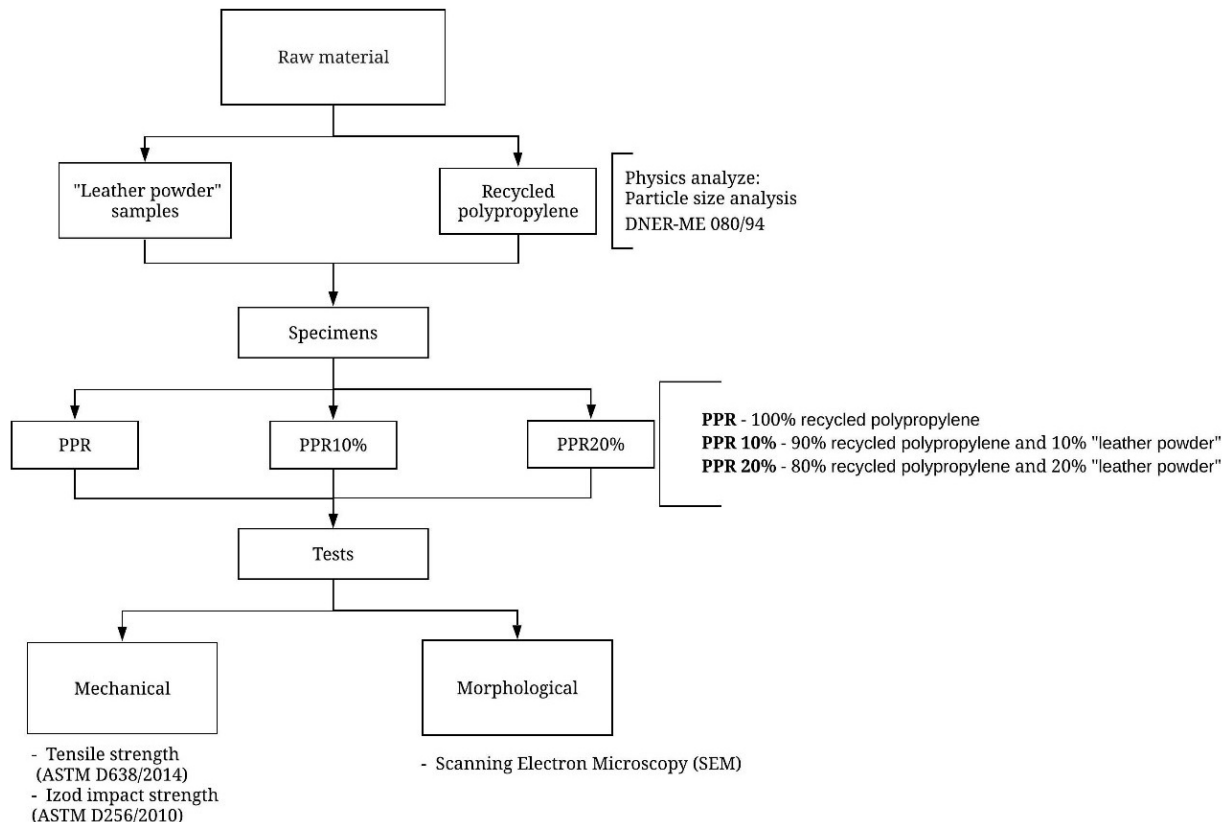 Raw material
"Leather powder"
samples
Recycled
polypropylene
Physics analyze:
Particle size analysis
DNER-ME 080/94
Specimens
PPR
PPR10%
PPR20%
PPR - 100% recycled polypropylene
PPR 10% - 90% recycled polypropylene and 10% "leather powder"
PPR 20% - 80% recycled polypropylene and 20% "leather powder"
Tests
Mechanical
Morphological
- Tensile strength
(ASTM D638/2014)
- Izod impact strength
(ASTM D256/2010)
- Scanning Electron Microscopy (SEM)